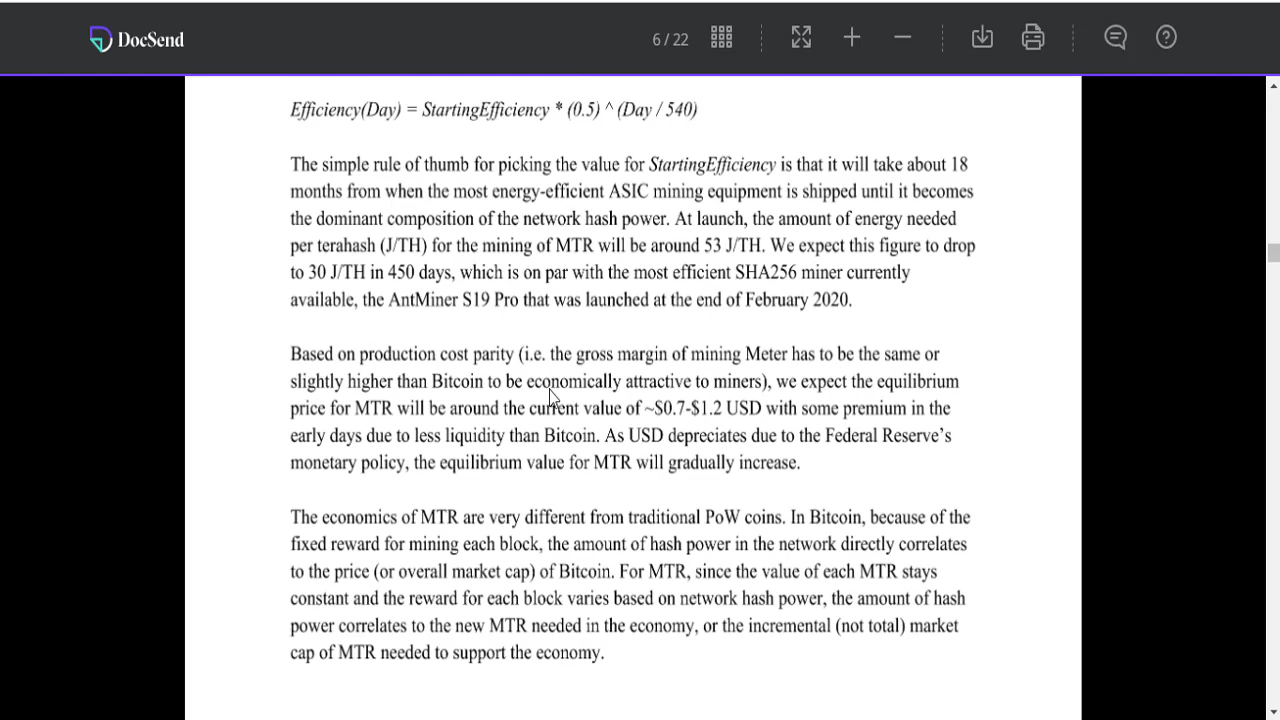 DocSend
6 / 22
Efficiency(Day) = StartingEfficiency * (0.5) ^ (Day / 540)
The simple rule of thumb for picking the value for StartingEfficiency is that it will take about 18
months from when the most energy-efficient ASIC mining equipment is shipped until it becomes
the dominant composition of the network hash power. At launch, the amount of energy needed
per terahash (J/TH) for the mining of MTR will be around 53 J/TH. We expect this figure to drop
to 30 J/TH in 450 days, which is on par with the most efficient SHA256 miner currently
available, the AntMiner S19 Pro that was launched at the end of February 2020.
Based on production cost parity (i.e. the gross margin of mining Meter has to be the same or
slightly higher than Bitcoin to be economically attractive to miners), we expect the equilibrium
price for MTR will be around the current value of ~$0.7-$1.2 USD with some premium in the
early days due to less liquidity than Bitcoin. As USD depreciates due to the Federal Reserve's
monetary policy, the equilibrium value for MTR will gradually increase.
The economics of MTR are very different from traditional PoW coins. In Bitcoin, because of the
fixed reward for mining each block, the amount of hash power in the network directly correlates
to the price (or overall market cap) of Bitcoin. For MTR, since the value of each MTR stays
constant and the reward for each block varies based on network hash power, the amount of hash
power correlates to the new MTR needed in the economy, or the incremental (not total) market
cap of MTR needed to support the economy.